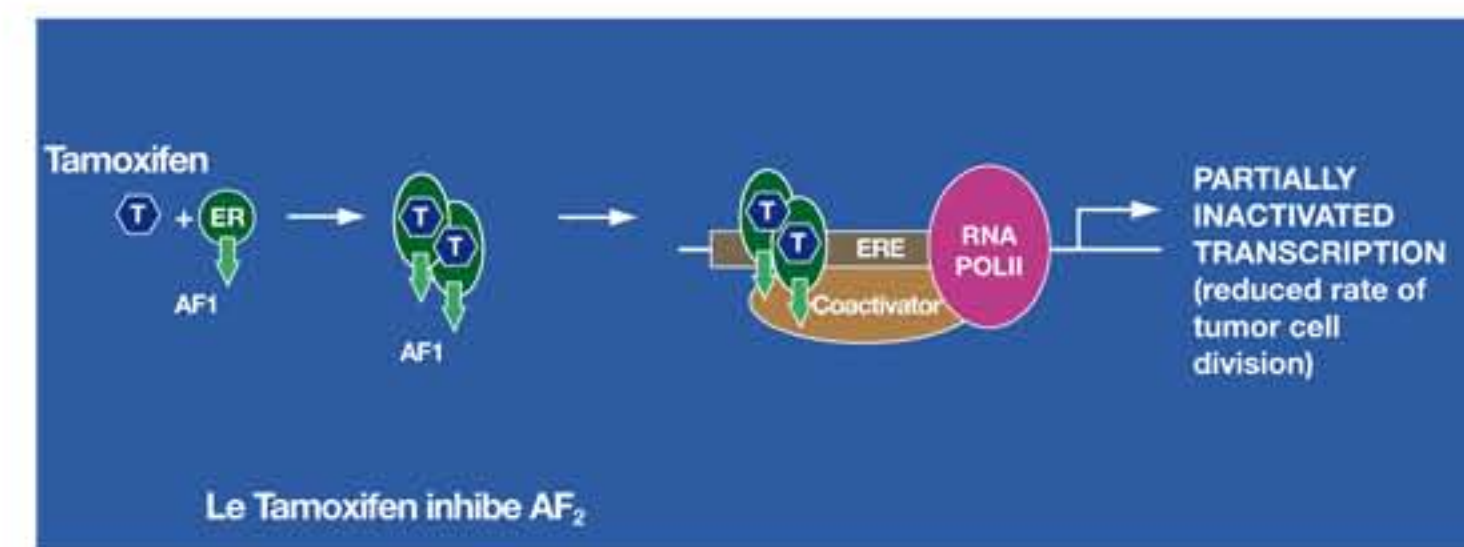 Tamoxifen
T + ER
AF1
T
T
AF1
T
T
ERE
RNA
POLII
Coactivator
PARTIALLY
INACTIVATED
TRANSCRIPTION
(reduced rate of
tumor cell
division)
Le Tamoxifen inhibe AF₂